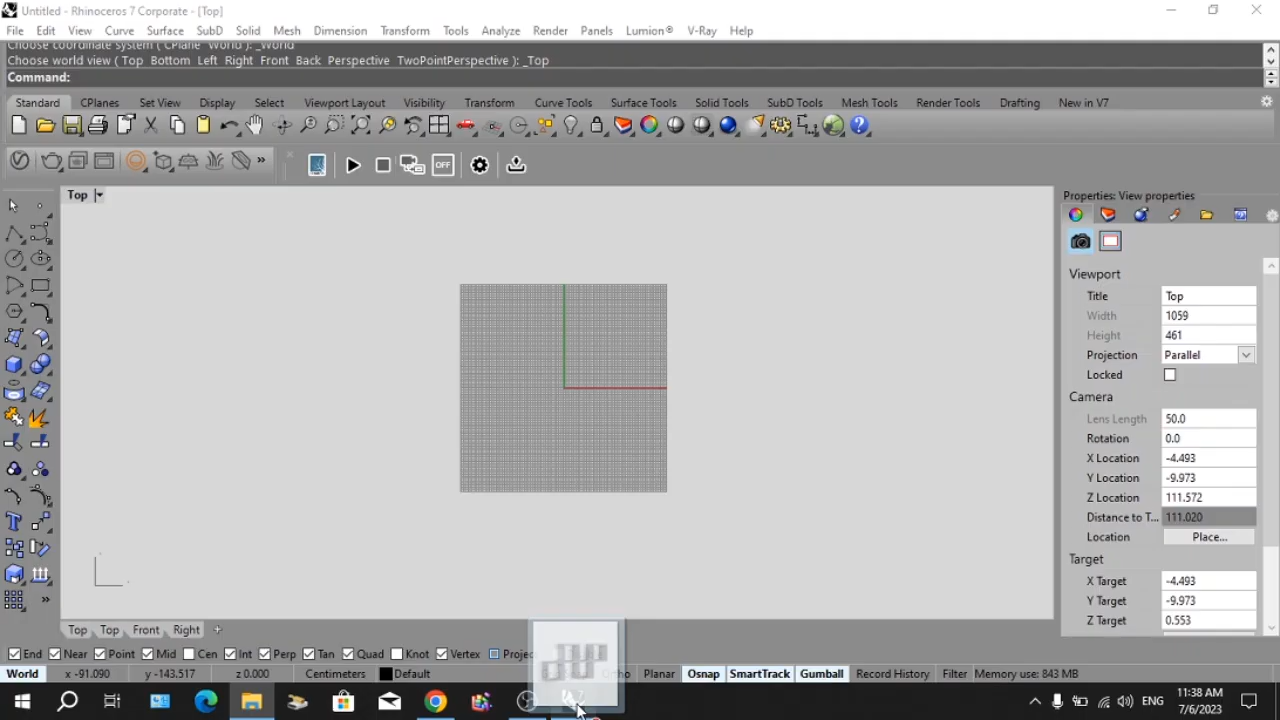 Untitled - Rhinoceros 7 Corporate - [Top]
File Edit View Curve Surface SubD Solid Mesh Dimension Transform Tools Analyze Render Panels Lumion® V-Ray Help
Choose coordinate system ( CPlane World ): _World
Choose world view ( Top Bottom Left Right Front Back Perspective TwoPointPerspective ): _Top
Command:
Standard CPlanes Set View Display Select Viewport Layout Visibility Transform Curve Tools Surface Tools Solid Tools SubD Tools Mesh Tools Render Tools Drafting New in V7
OFF
Top
Properties: View properties
Viewport
Title Top
Width 1059
Height 461
Projection Parallel
Locked
Camera
Lens Length 50.0
Rotation 0.0
X Location -4.493
Y Location -9.973
Z Location 111.572
Distance to T... 111.020
Location Place...
Target
X Target -4.493
Y Target -9.973
Z Target 0.553
Top Top Front Right
End Near Point Mid Cen Int Perp Tan Quad Knot Vertex Projec
World x -91.090 y -143.517 z 0.000 Centimeters Default Ortho Planar Osnap SmartTrack Gumball Record History Filter Memory use: 843 MB
ENG 11:38 AM
7/6/2023